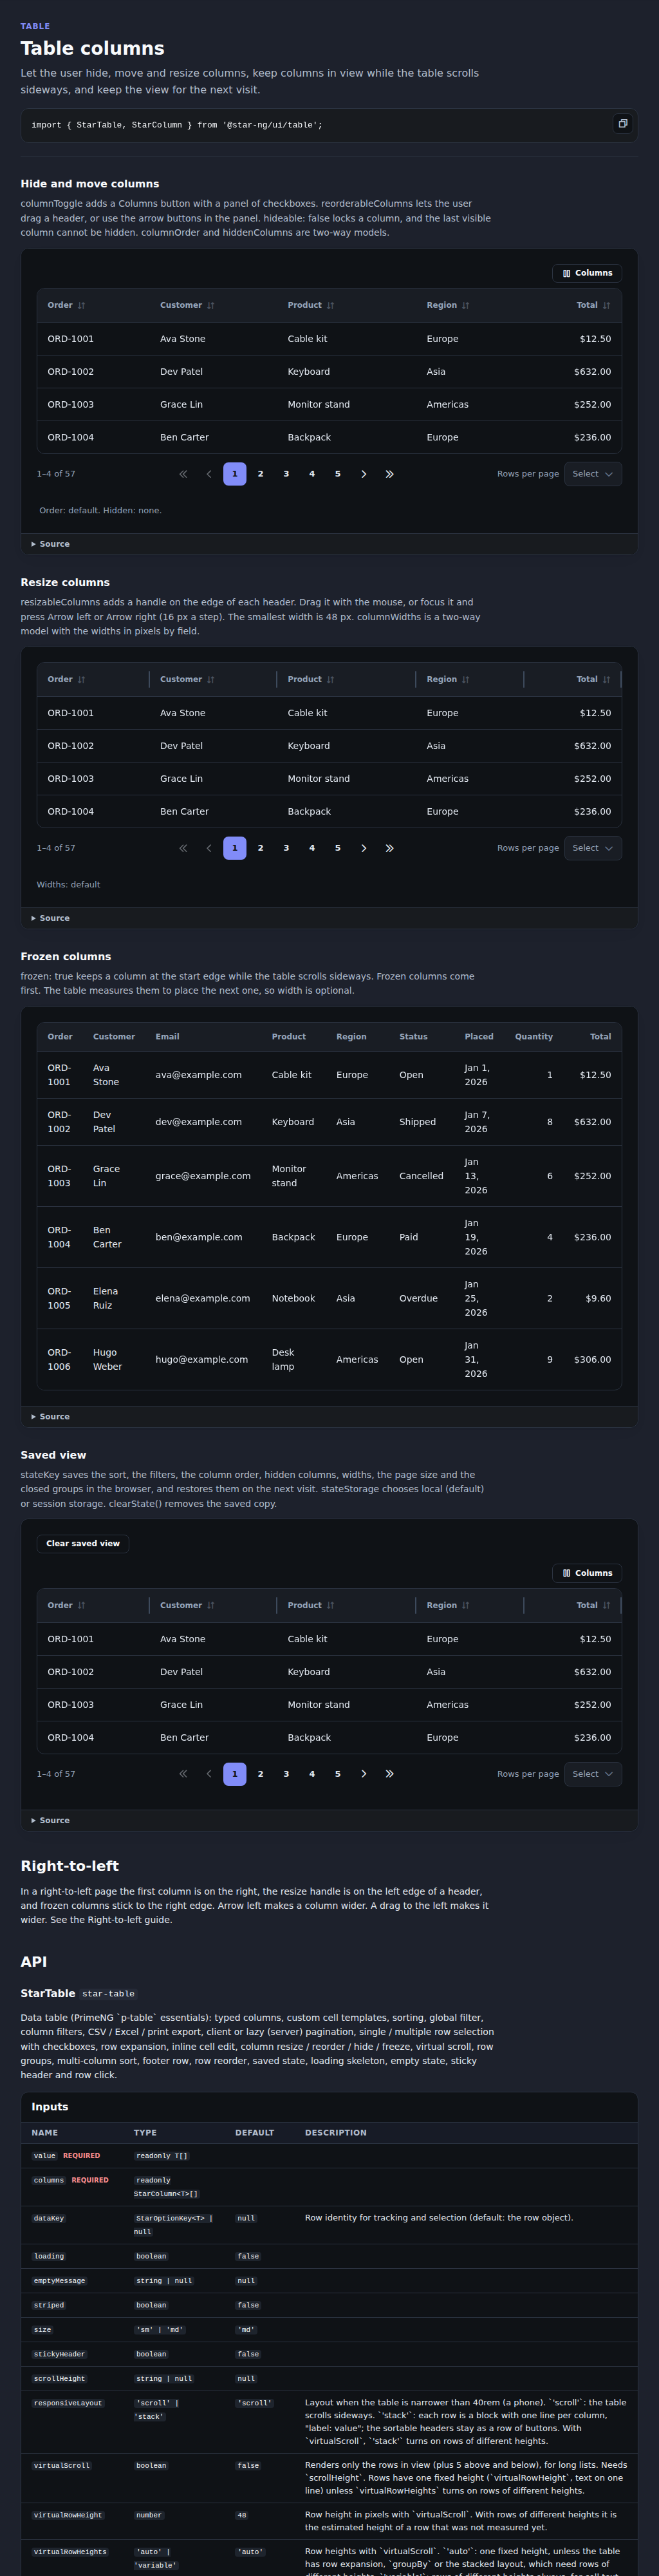 TABLE
Table columns
Let the user hide, move and resize columns, keep columns in view while the table scrolls
sideways, and keep the view for the next visit.
import { StarTable, StarColumn } from '@star-ng/ui/table';
Hide and move columns
columnToggle adds a Columns button with a panel of checkboxes. reorderableColumns lets the user
drag a header, or use the arrow buttons in the panel. hideable: false locks a column, and the last visible
column cannot be hidden. columnOrder and hiddenColumns are two-way models.
Columns
Order Customer Product Region Total
ORD-1001 Ava Stone Cable kit Europe $12.50
ORD-1002 Dev Patel Keyboard Asia $632.00
ORD-1003 Grace Lin Monitor stand Americas $252.00
ORD-1004 Ben Carter Backpack Europe $236.00
1–4 of 57 1 2 3 4 5 Rows per page Select
Order: default. Hidden: none.
Source
Resize columns
resizableColumns adds a handle on the edge of each header. Drag it with the mouse, or focus it and
press Arrow left or Arrow right (16 px a step). The smallest width is 48 px. columnWidths is a two-way
model with the widths in pixels by field.
Order Customer Product Region Total
ORD-1001 Ava Stone Cable kit Europe $12.50
ORD-1002 Dev Patel Keyboard Asia $632.00
ORD-1003 Grace Lin Monitor stand Americas $252.00
ORD-1004 Ben Carter Backpack Europe $236.00
1–4 of 57 1 2 3 4 5 Rows per page Select
Widths: default
Source
Frozen columns
frozen: true keeps a column at the start edge while the table scrolls sideways. Frozen columns come
first. The table measures them to place the next one, so width is optional.
Order Customer Email Product Region Status Placed Quantity Total
ORD-
1001 Ava
Stone ava@example.com Cable kit Europe Open Jan 1,
2026 1 $12.50
ORD-
1002 Dev
Patel dev@example.com Keyboard Asia Shipped Jan 7,
2026 8 $632.00
ORD-
1003 Grace
Lin grace@example.com Monitor
stand Americas Cancelled Jan
13,
2026 6 $252.00
ORD-
1004 Ben
Carter ben@example.com Backpack Europe Paid Jan
19,
2026 4 $236.00
ORD-
1005 Elena
Ruiz elena@example.com Notebook Asia Overdue Jan
25,
2026 2 $9.60
ORD-
1006 Hugo
Weber hugo@example.com Desk
lamp Americas Open Jan
31,
2026 9 $306.00
Source
Saved view
stateKey saves the sort, the filters, the column order, hidden columns, widths, the page size and the
closed groups in the browser, and restores them on the next visit. stateStorage chooses local (default)
or session storage. clearState() removes the saved copy.
Clear saved view
Columns
Order Customer Product Region Total
ORD-1001 Ava Stone Cable kit Europe $12.50
ORD-1002 Dev Patel Keyboard Asia $632.00
ORD-1003 Grace Lin Monitor stand Americas $252.00
ORD-1004 Ben Carter Backpack Europe $236.00
1–4 of 57 1 2 3 4 5 Rows per page Select
Source
Right-to-left
In a right-to-left page the first column is on the right, the resize handle is on the left edge of a header,
and frozen columns stick to the right edge. Arrow left makes a column wider. A drag to the left makes it
wider. See the Right-to-left guide.
API
StarTable star-table
Data table (PrimeNG `p-table` essentials): typed columns, custom cell templates, sorting, global filter,
column filters, CSV / Excel / print export, client or lazy (server) pagination, single / multiple row selection
with checkboxes, row expansion, inline cell edit, column resize / reorder / hide / freeze, virtual scroll, row
groups, multi-column sort, footer row, row reorder, saved state, loading skeleton, empty state, sticky
header and row click.
Inputs
NAME TYPE DEFAULT DESCRIPTION
value REQUIRED readonly T[]
columns REQUIRED readonly
StarColumn<T>[]
dataKey StarOptionKey<T> |
null null Row identity for tracking and selection (default: the row object).
loading boolean false
emptyMessage string | null null
striped boolean false
size 'sm' | 'md' 'md'
stickyHeader boolean false
scrollHeight string | null null
responsiveLayout 'scroll' |
'stack' 'scroll' Layout when the table is narrower than 40rem (a phone). `'scroll'`: the table
scrolls sideways. `'stack'`: each row is a block with one line per column,
"label: value"; the sortable headers stay as a row of buttons. With
`virtualScroll`, `'stack'` turns on rows of different heights.
virtualScroll boolean false Renders only the rows in view (plus 5 above and below), for long lists. Needs
`scrollHeight`. Rows have one fixed height (`virtualRowHeight`, text on one
line) unless `virtualRowHeights` turns on rows of different heights.
virtualRowHeight number 48 Row height in pixels with `virtualScroll`. With rows of different heights it is
the estimated height of a row that was not measured yet.
virtualRowHeights 'auto' |
'variable' 'auto' Row heights with `virtualScroll`. `'auto'`: one fixed height, unless the table
has row expansion, `groupBy` or the stacked layout, which need rows of